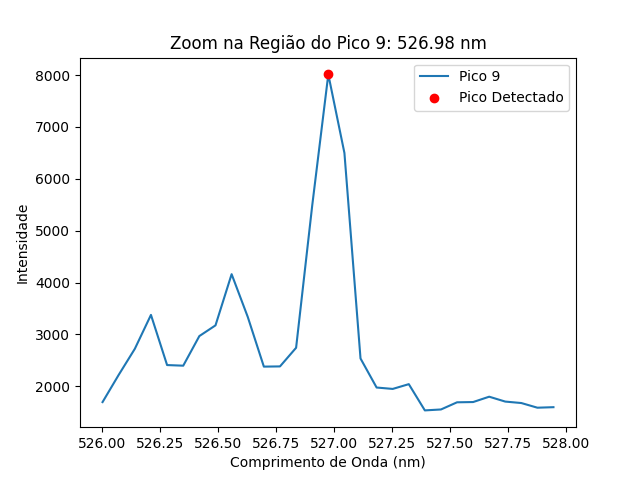 Zoom na Região do Pico 9: 526.98 nm
Pico 9
Pico Detectado
Intensidade
8000
7000
6000
5000
4000
3000
2000
526.00 526.25 526.50 526.75 527.00 527.25 527.50 527.75 528.00
Comprimento de Onda (nm)